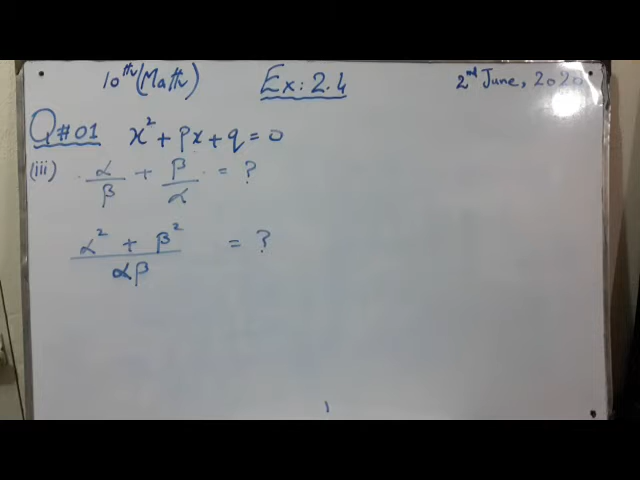 10th (Math) Ex: 2.4 2nd June, 2020
Q#01 x² + px + q = 0
(iii) α/β + β/α = ?
α² + β² / αβ = ?